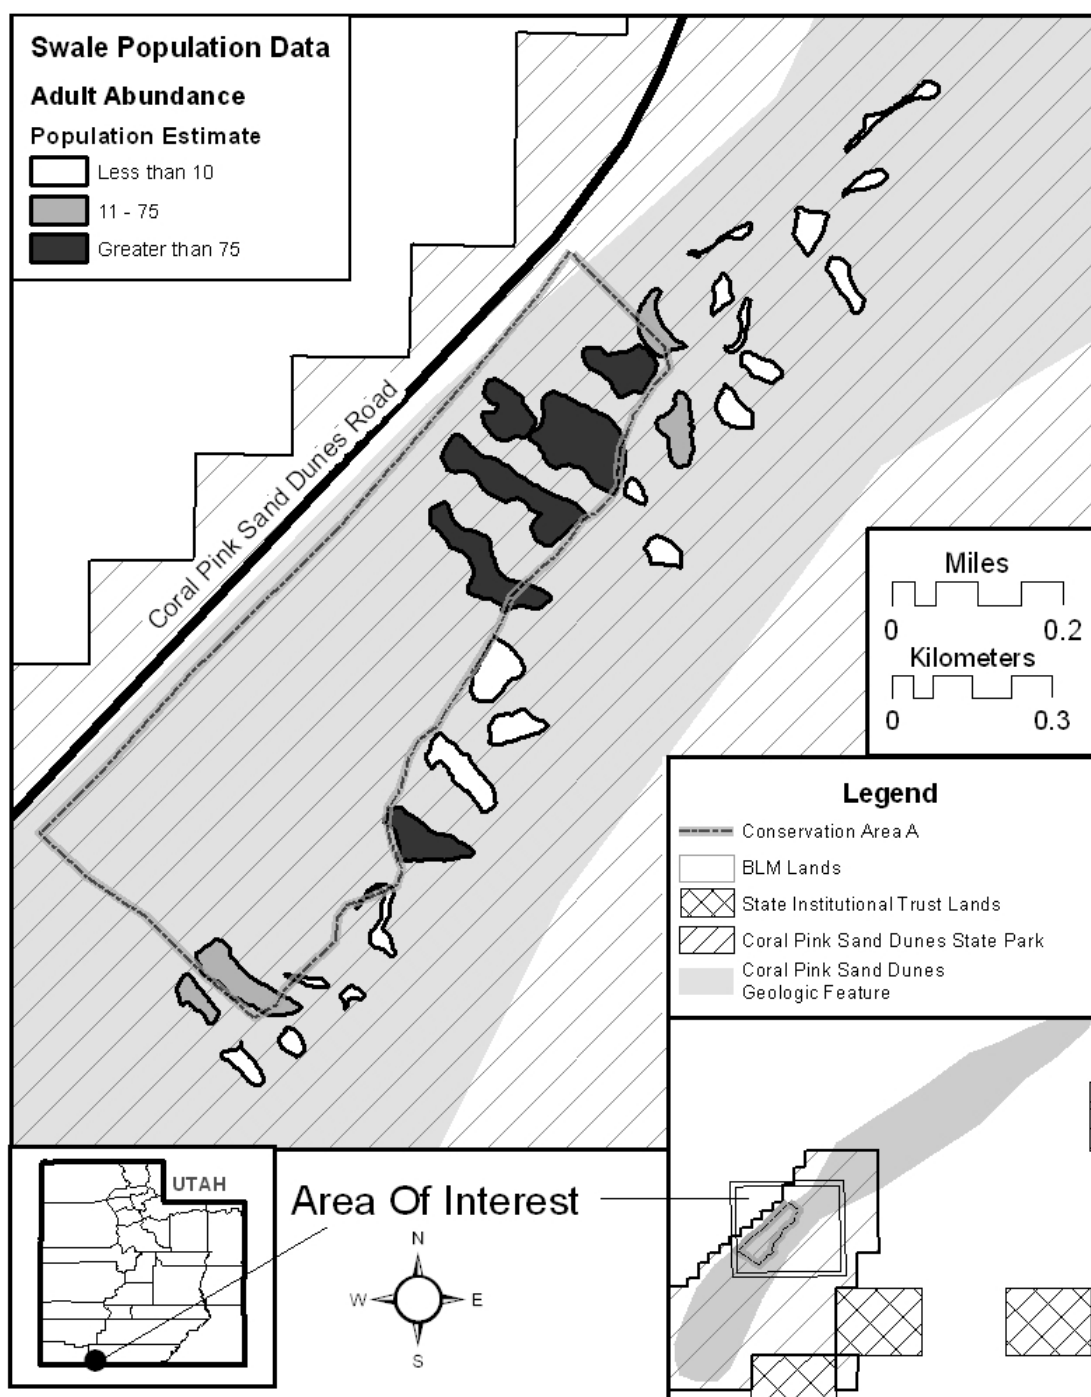 Swale Population Data
Adult Abundance
Population Estimate
Less than 10
11 - 75
Greater than 75
Coral Pink Sand Dunes Road
Miles
0 0.2
Kilometers
0 0.3
Legend
Conservation Area A
BLM Lands
State Institutional Trust Lands
Coral Pink Sand Dunes State Park
Coral Pink Sand Dunes
Geologic Feature
UTAH
Area Of Interest
N
W E
S